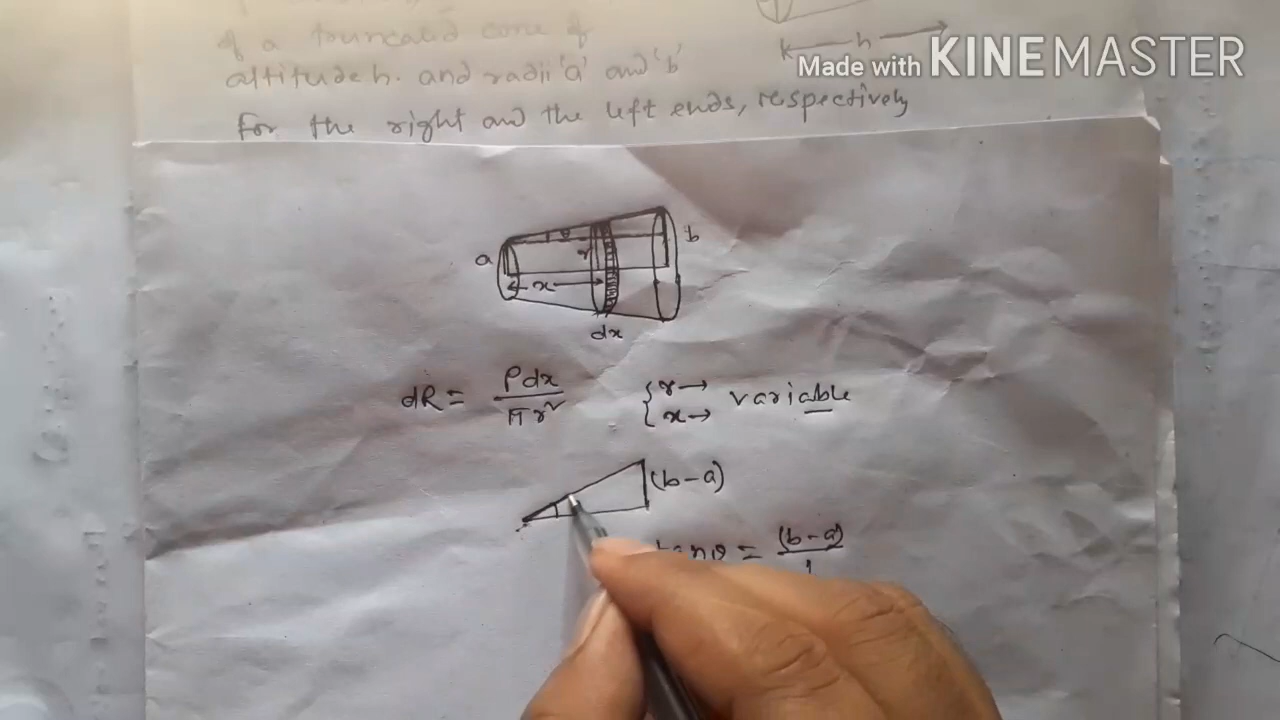 of a truncated cone of
h
Made with KINEMASTER
altitude h. and radii 'a' and 'b'
for the right and the left ends, respectively
a
θ
r
b
x
dx
dR = ρdx / πr²
{ r →
x → variable
(b-a)
tanθ = (b-a)